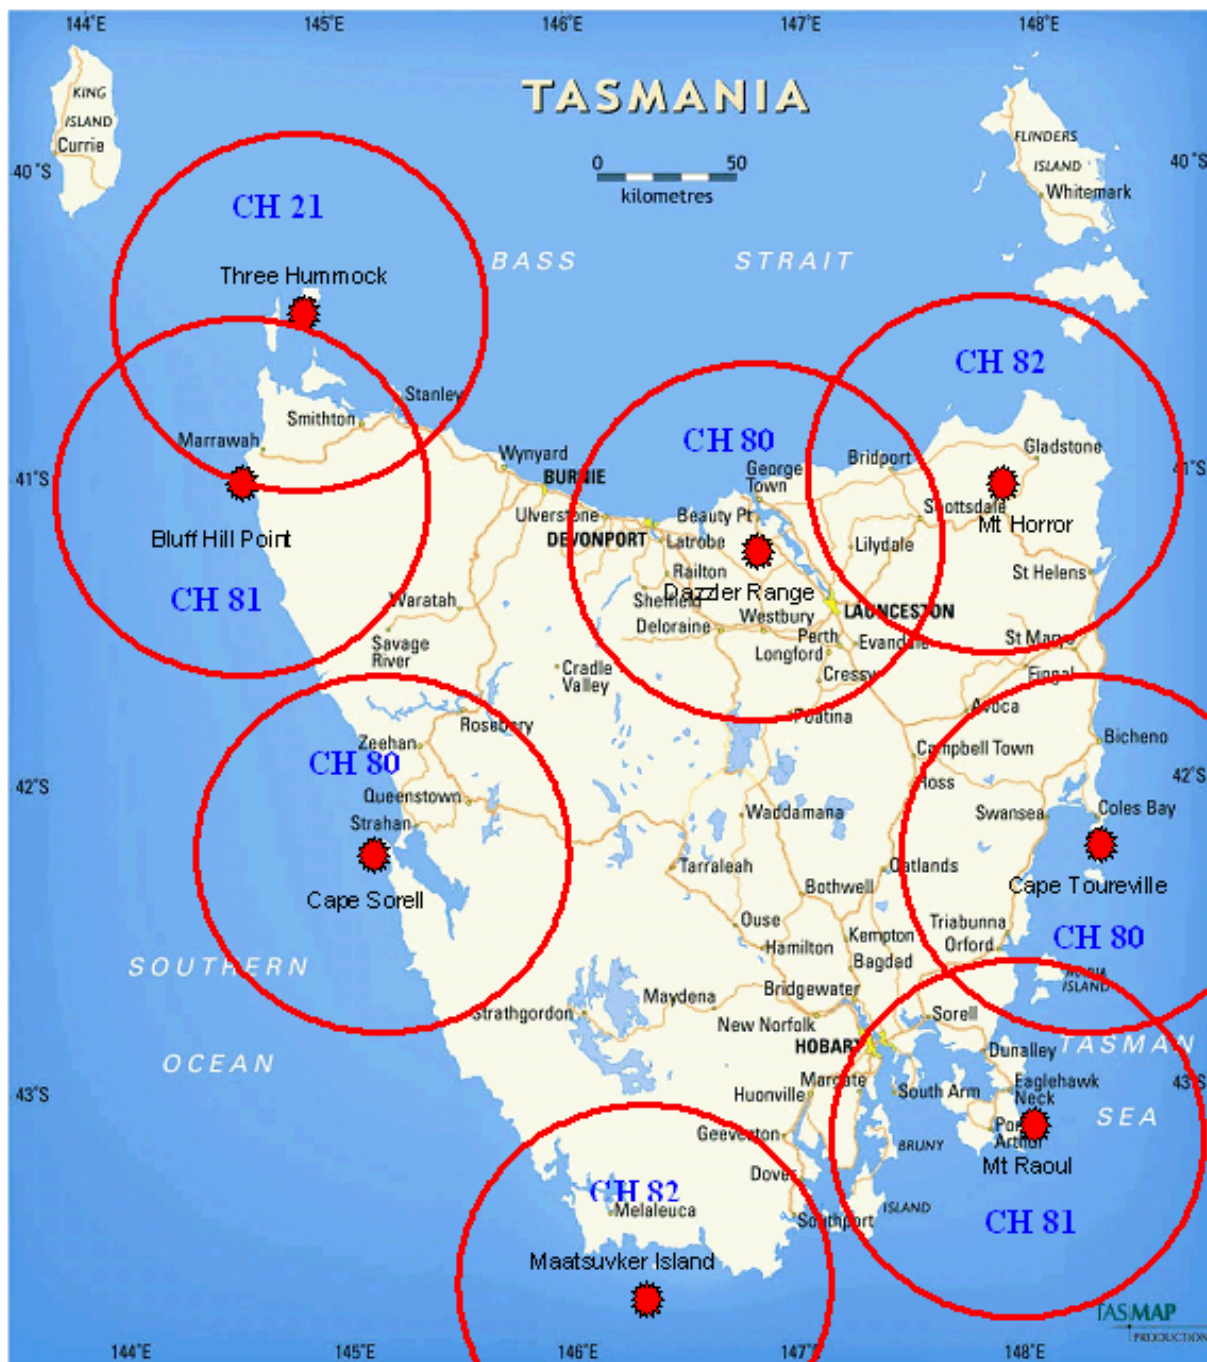 144°E 145°E 146°E 147°E 148°E
KING
ISLAND
Currie
TASMANIA
FLINDERS
ISLAND
Whitemark
40°S
40°S
0 50
kilometres
CH 21
BASS STRAIT
Three Hummock
CH 82
Stanley
Smithton
Marrawah
CH 80
Wynyard
BURNIE
George
Town
Bridport
Gladstone
41°S
41°S
Ulverstone
Beauty Pt
Scottsdale
Mt Horror
Bluff Hill Point
DEVONPORT
Latrobe
Lilydale
Railton
St Helens
CH 81
Sheffield
Dazzler Range
Waratah
Westbury
LAUNCESTON
Deloraine
Perth
Evandale
St Marys
Savage
River
Longford
Cradle
Valley
Cressy
Fingal
Rosebery
Poatina
Avoca
Zeehan
CH 80
Campbell Town
Bicheno
42°S
42°S
Queenstown
Ross
Strahan
Waddamana
Swansea
Coles Bay
Tarraleah
Oatlands
Cape Sorell
Bothwell
Cape Toureville
Ouse
Triabunna
Kempton
Orford
CH 80
Hamilton
Bagdad
SOUTHERN
ISLAND
Maydena
Bridgewater
Strathgordon
New Norfolk
Sorell
OCEAN
HOBART
Dunalley
TASMAN
43°S
43°S
Huonville
Margate
South Arm
Eaglehawk
Neck
SEA
Geeveston
BRUNY
Port
Arthur
Mt Raoul
Dover
CH 82
Melaleuca
Southport
ISLAND
CH 81
Maatsuvker Island
TASMAP
PRODUCTION
144°E 145°E 146°E 147°E 148°E